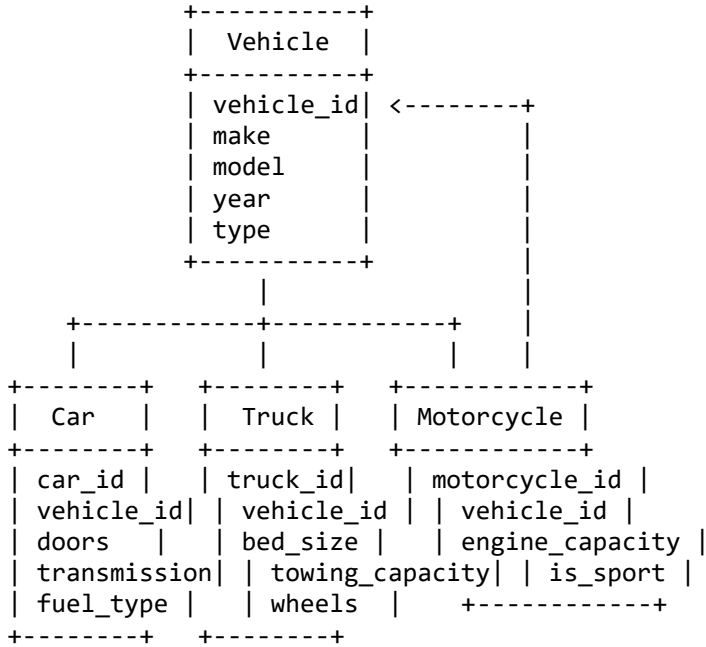 +-----------+
|  Vehicle  |
+-----------+
| vehicle_id| <--------+
| make      |          |
| model     |          |
| year      |          |
| type      |          |
+-----------+          |
     |                 |
+------------+------------+    |
|            |            |    |
+--------+   +--------+   +------------+
|  Car   |   |  Truck |   | Motorcycle |
+--------+   +--------+   +------------+
| car_id |   | truck_id|   | motorcycle_id |
| vehicle_id| | vehicle_id | | vehicle_id |
| doors   |   | bed_size |   | engine_capacity |
| transmission| | towing_capacity| | is_sport |
| fuel_type |   | wheels  |    +------------+
+--------+   +--------+